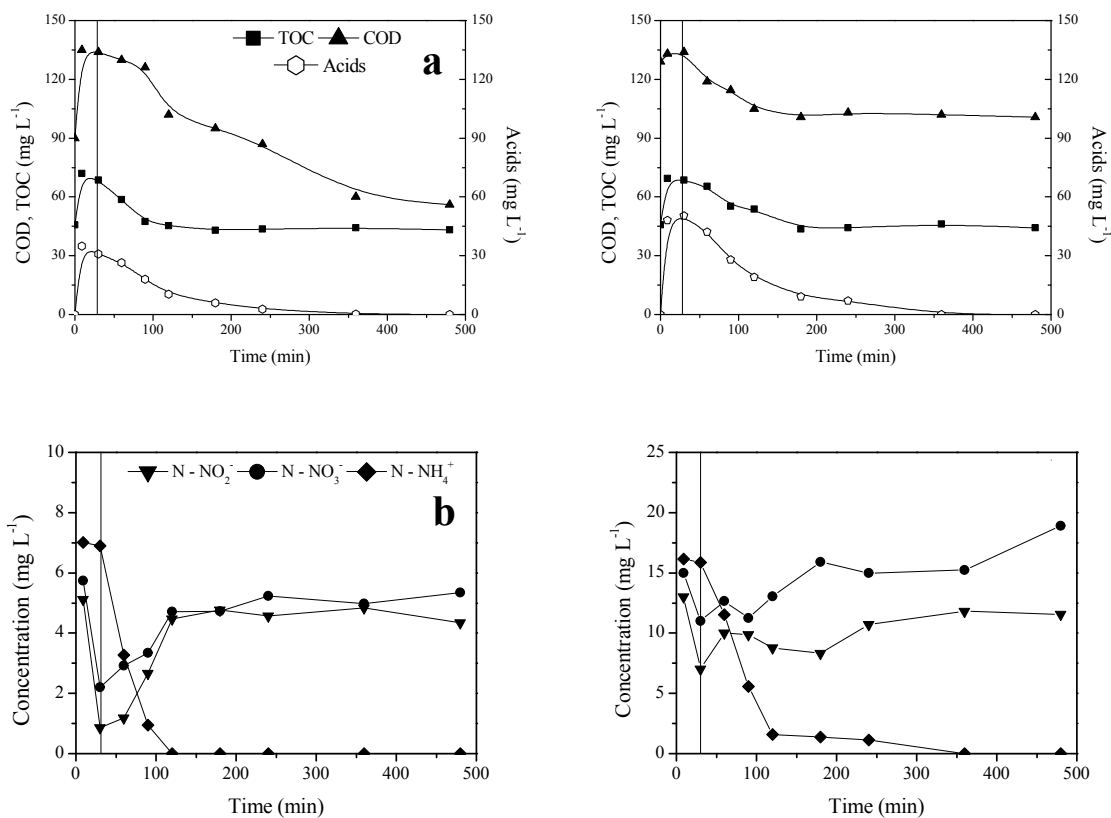 150
120
90
60
30
0
COD, TOC (mg L⁻¹)
TOC COD
Acids
a
150
120
90
60
30
0
Acids (mg L⁻¹)
0 100 200 300 400 500
Time (min)
150
120
90
60
30
0
COD, TOC (mg L⁻¹)
150
120
90
60
30
0
Acids (mg L⁻¹)
0 100 200 300 400 500
Time (min)
10
8
6
4
2
0
Concentration (mg L⁻¹)
N - NO₂⁻ N - NO₃⁻ N - NH₄⁺
b
0 100 200 300 400 500
Time (min)
25
20
15
10
5
0
Concentration (mg L⁻¹)
0 100 200 300 400 500
Time (min)